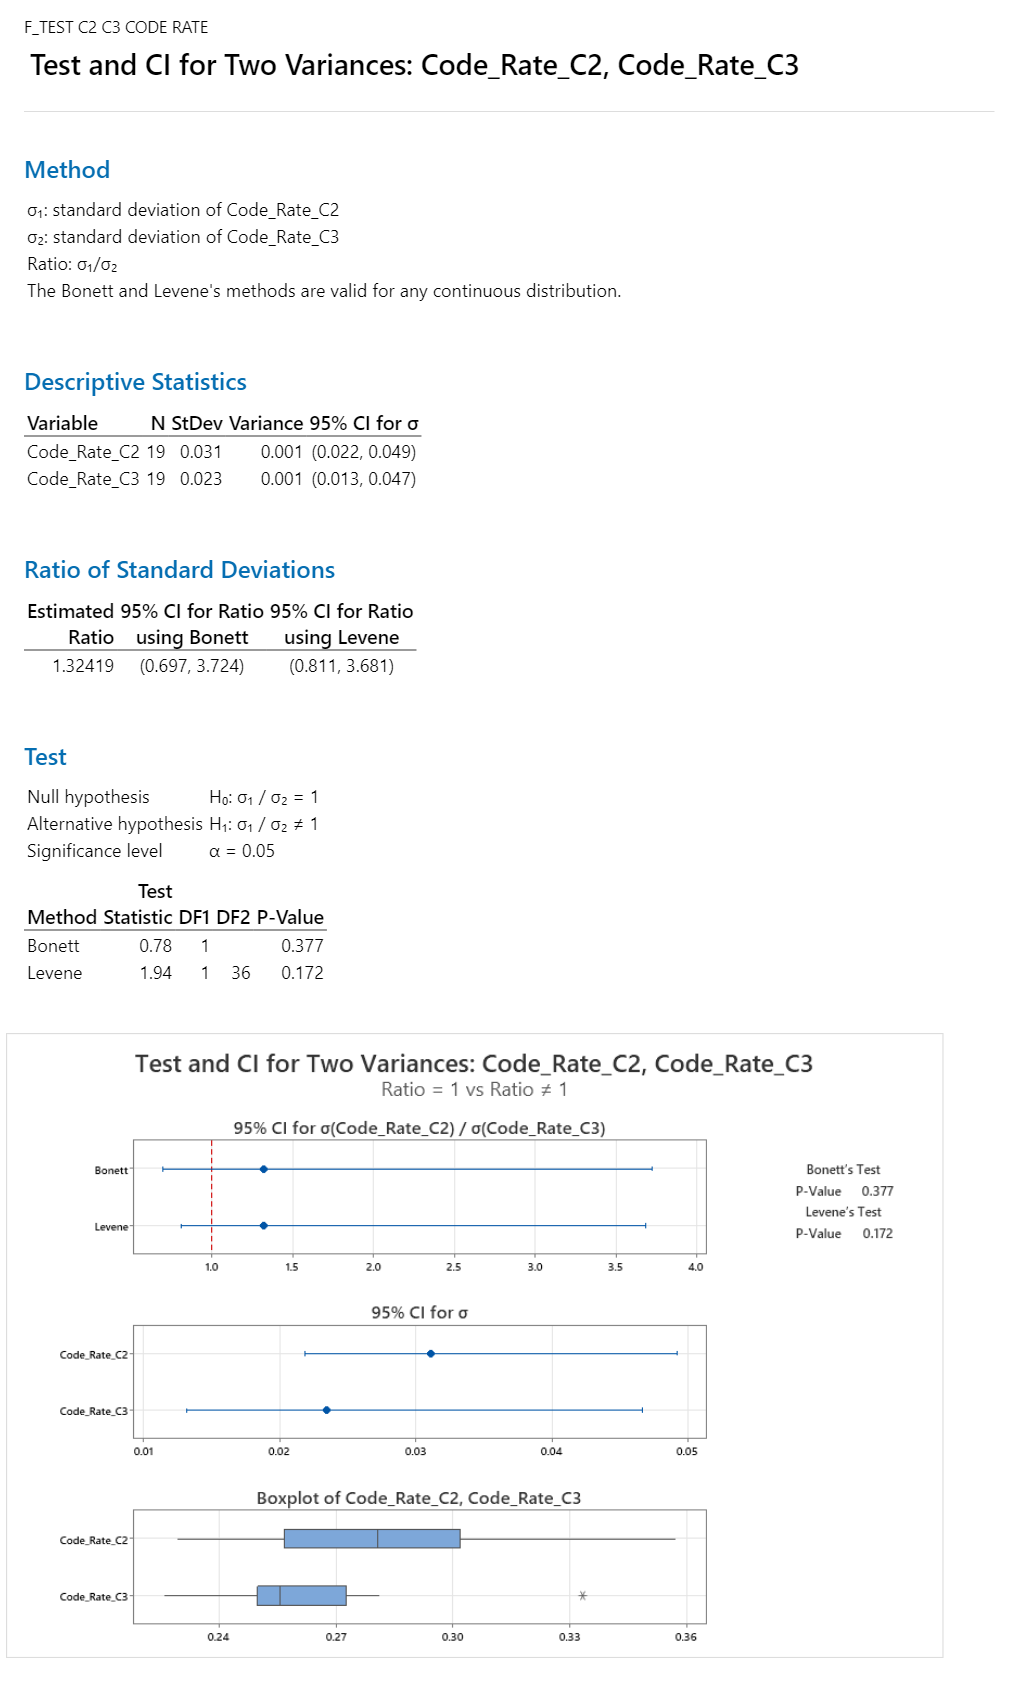 F_TEST C2 C3 CODE RATE
Test and CI for Two Variances: Code_Rate_C2, Code_Rate_C3
Method
σ₁: standard deviation of Code_Rate_C2
σ₂: standard deviation of Code_Rate_C3
Ratio: σ₁/σ₂
The Bonett and Levene's methods are valid for any continuous distribution.
Descriptive Statistics
Variable N StDev Variance 95% CI for σ
Code_Rate_C2 19 0.031 0.001 (0.022, 0.049)
Code_Rate_C3 19 0.023 0.001 (0.013, 0.047)
Ratio of Standard Deviations
Estimated 95% CI for Ratio 95% CI for Ratio
Ratio using Bonett using Levene
1.32419 (0.697, 3.724) (0.811, 3.681)
Test
Null hypothesis H₀: σ₁ / σ₂ = 1
Alternative hypothesis H₁: σ₁ / σ₂ ≠ 1
Significance level α = 0.05
Test
Method Statistic DF1 DF2 P-Value
Bonett 0.78 1 0.377
Levene 1.94 1 36 0.172
Test and CI for Two Variances: Code_Rate_C2, Code_Rate_C3
Ratio = 1 vs Ratio ≠ 1
95% CI for σ(Code_Rate_C2) / σ(Code_Rate_C3)
Bonett
Levene
1.0 1.5 2.0 2.5 3.0 3.5 4.0
Bonett's Test
P-Value 0.377
Levene's Test
P-Value 0.172
95% CI for σ
Code_Rate_C2
Code_Rate_C3
0.01 0.02 0.03 0.04 0.05
Boxplot of Code_Rate_C2, Code_Rate_C3
Code_Rate_C2
Code_Rate_C3
0.24 0.27 0.30 0.33 0.36